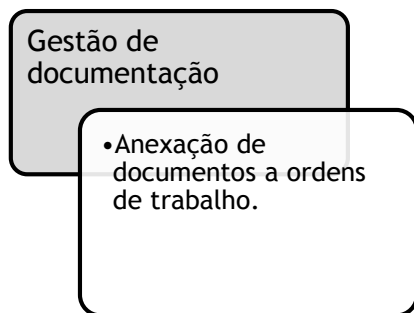 Gestão de
documentação
•Anexação de
documentos a ordens
de trabalho.